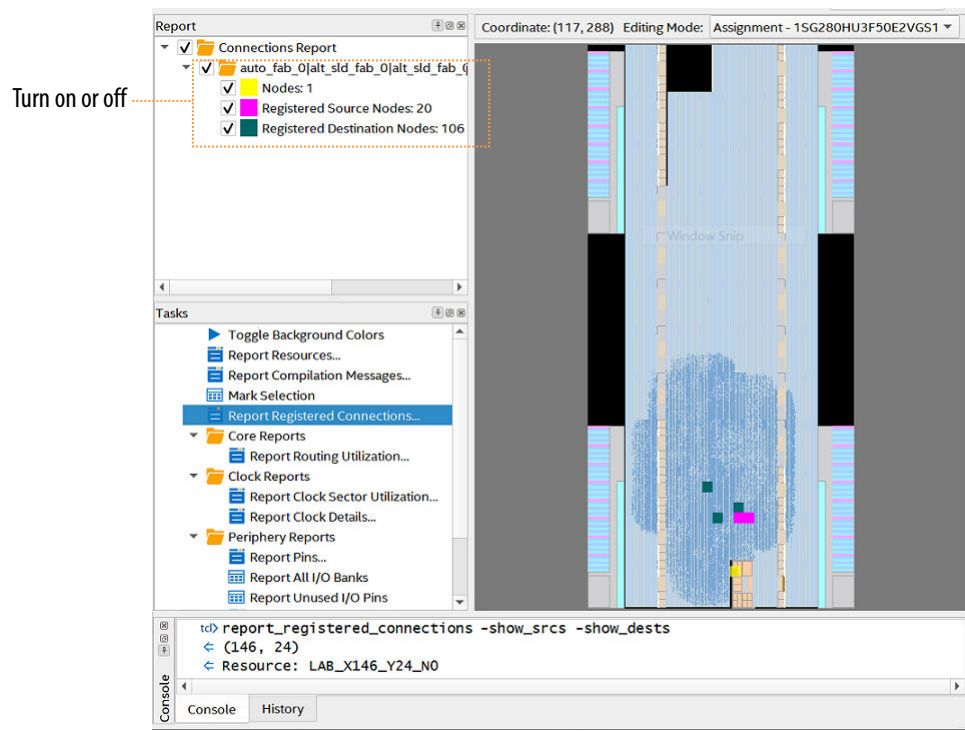 Report
Connections Report
auto_fab_0|alt_sld_fab_0|alt_sld_fab_(
Nodes: 1
Registered Source Nodes: 20
Registered Destination Nodes: 106
Turn on or off
Coordinate: (117, 288) Editing Mode: Assignment - 1SG280HU3F50E2VGS1
Window Snip
Tasks
Toggle Background Colors
Report Resources...
Report Compilation Messages...
Mark Selection
Report Registered Connections...
Core Reports
Report Routing Utilization...
Clock Reports
Report Clock Sector Utilization...
Report Clock Details...
Periphery Reports
Report Pins...
Report All I/O Banks
Report Unused I/O Pins
tcl> report_registered_connections -show_srcs -show_dests
(146, 24)
Resource: LAB_X146_Y24_N0
Console
Console History